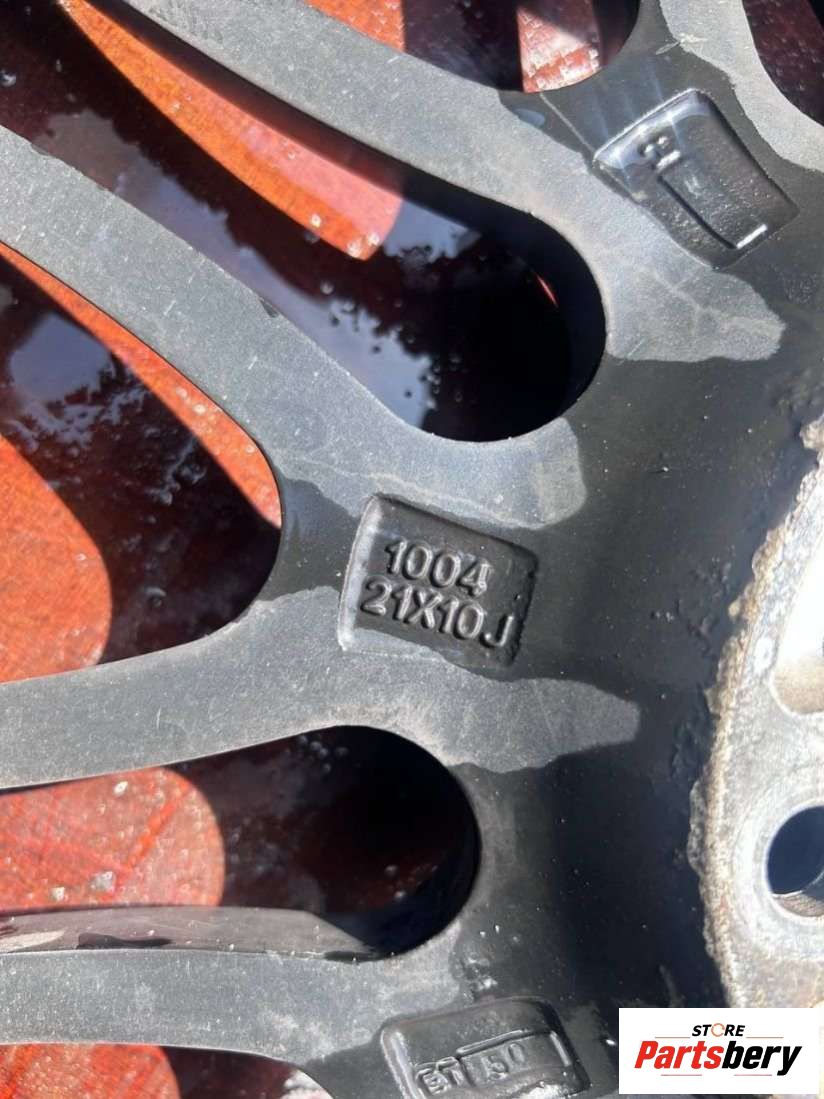 1004
21X10J
ET 50
STORE
Partsbery